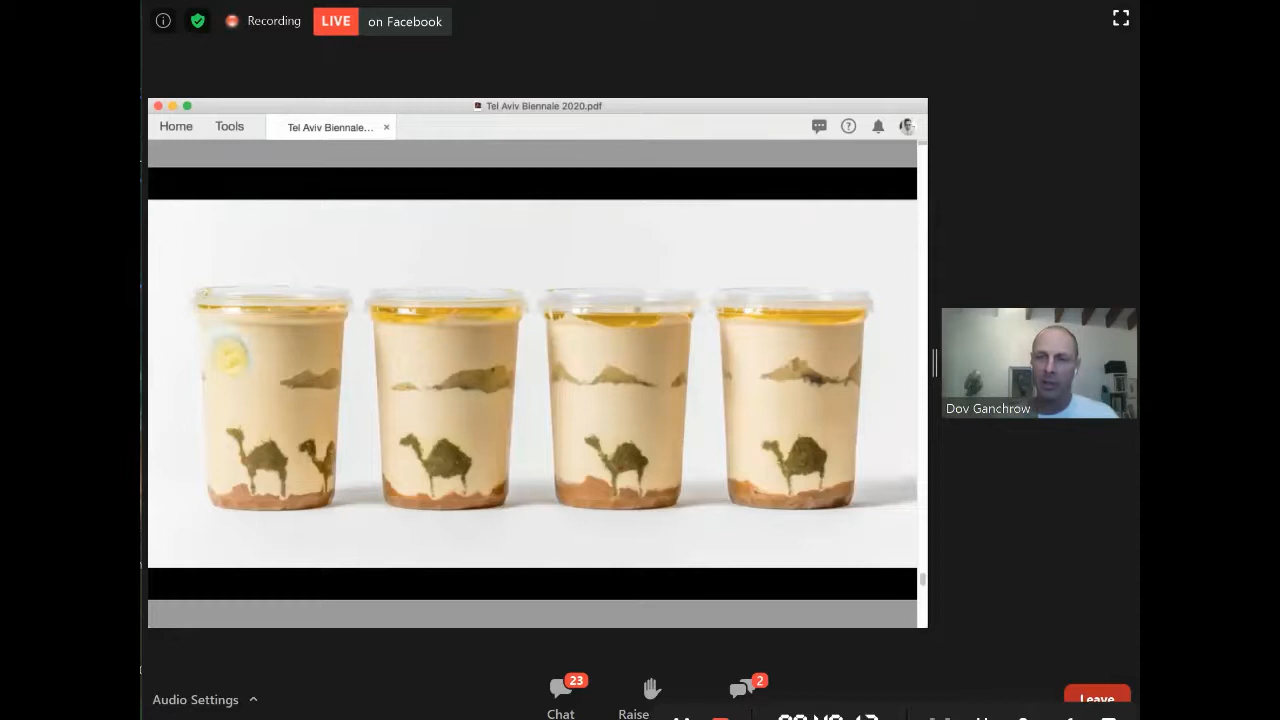 Recording
LIVE on Facebook
Tel Aviv Biennale 2020.pdf
Home Tools Tel Aviv Biennale... ×
Dov Ganchrow
Audio Settings
23
2
Chat
Raise
Leave